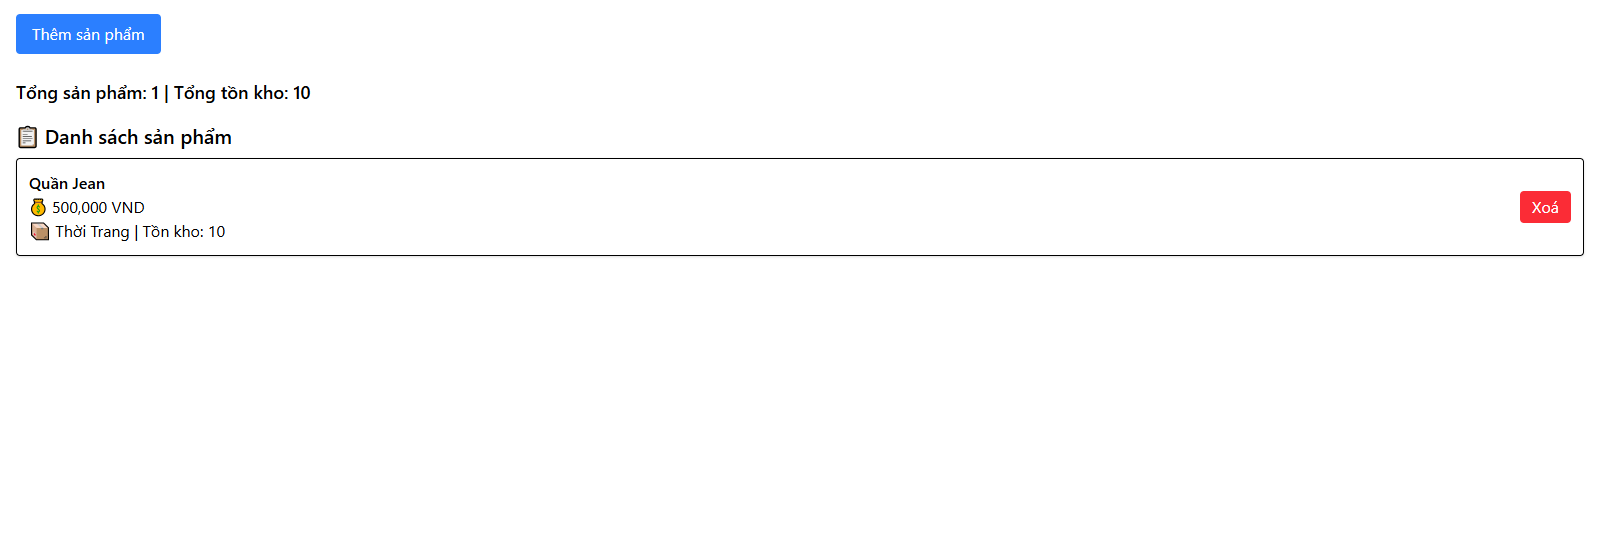 Thêm sản phẩm
Tổng sản phẩm: 1 | Tổng tồn kho: 10
📋 Danh sách sản phẩm
Quần Jean
💰 500,000 VND
📦 Thời Trang | Tồn kho: 10
Xoá